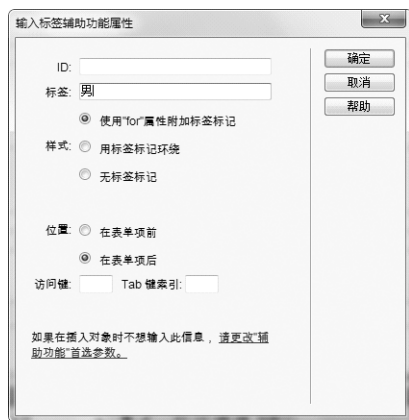 输入标签辅助功能属性
ID:
确定
标签: 男
取消
帮助
使用"for"属性附加标签标记
样式: 用标签标记环绕
无标签标记
位置: 在表单项前
在表单项后
访问键: Tab 键索引:
如果在插入对象时不想输入此信息，请更改"辅
助功能"首选参数。